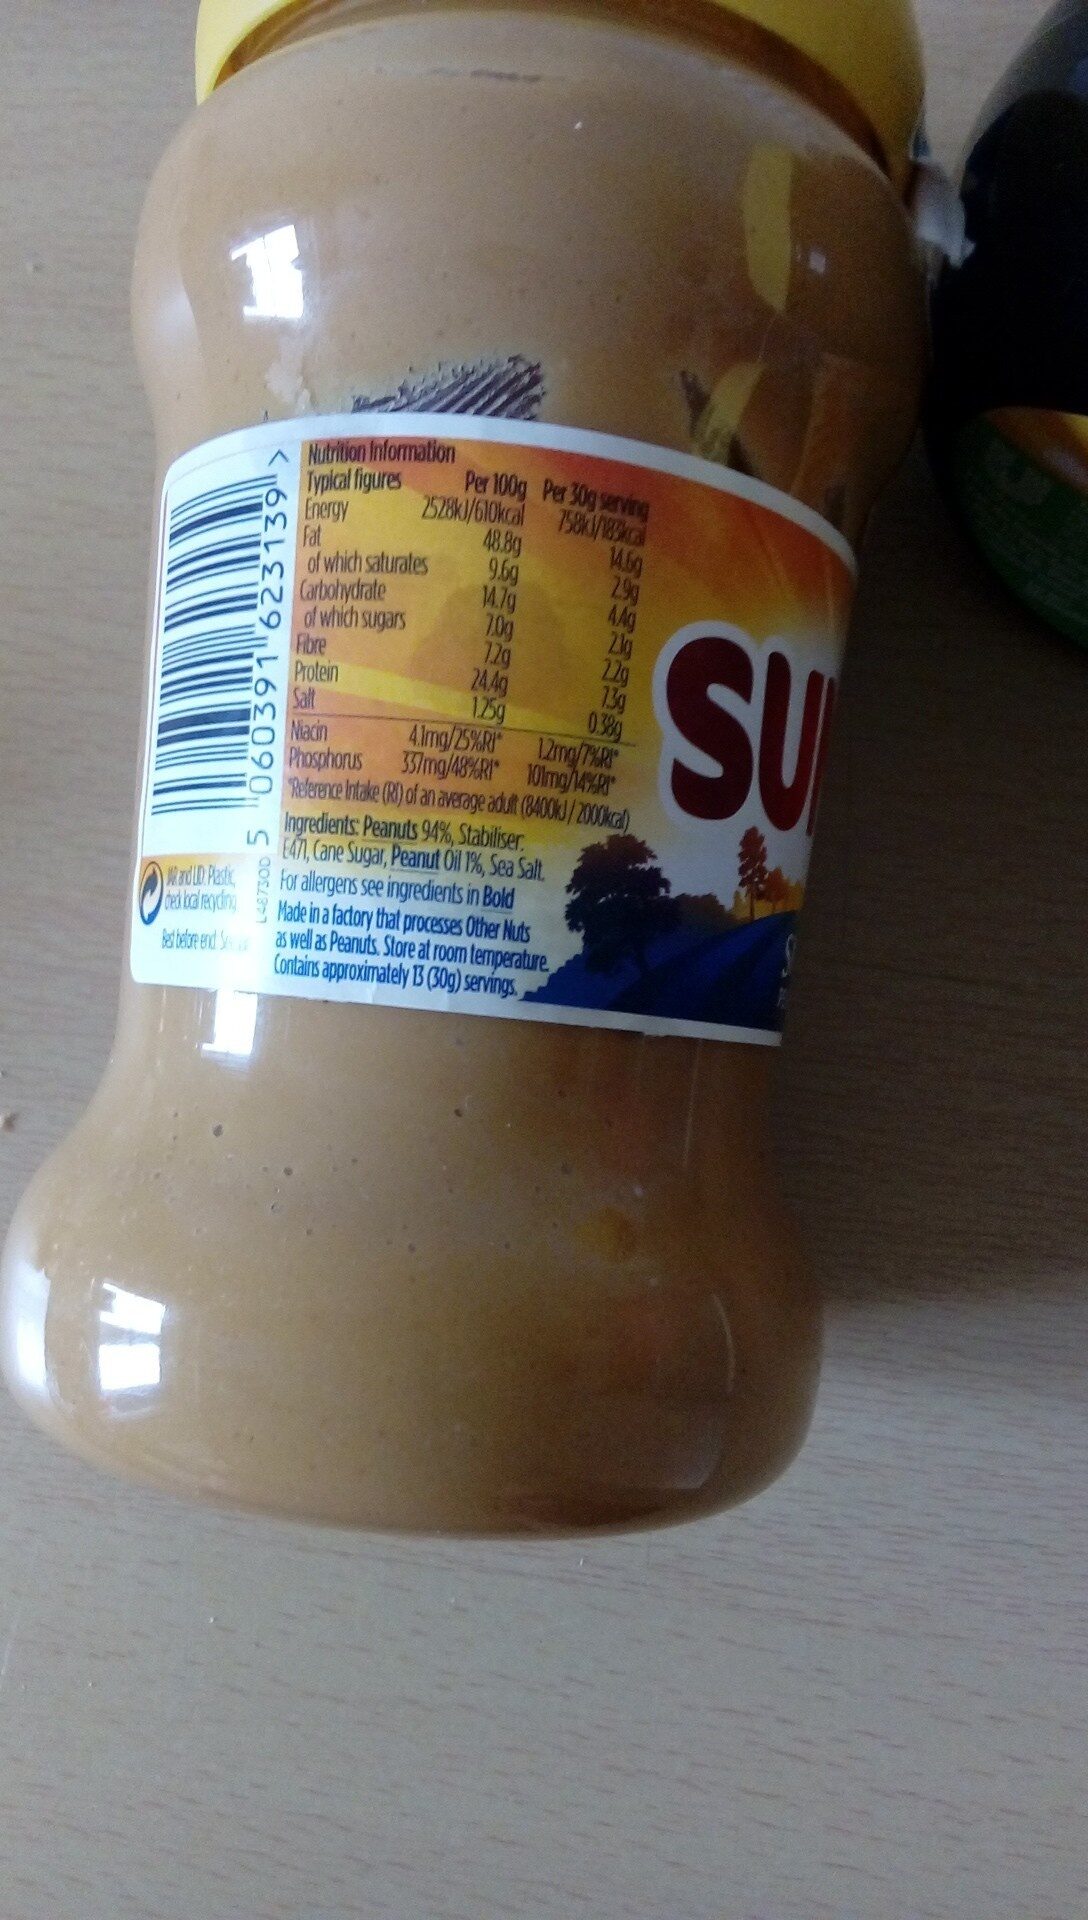 Nutrition Information
Typical figures Per 100g Per 30g serving
Energy 2528kJ/610kcal 758kJ/183kcal
Fat 48.8g 14.6g
of which saturates 9.6g 2.9g
Carbohydrate 14.7g 4.4g
of which sugars 7.0g 2.1g
Fibre 7.2g 2.2g
Protein 24.4g 7.3g
Salt 1.25g 0.38g
Niacin 4.1mg/25%RI* 1.2mg/7%RI*
Phosphorus 337mg/48%RI* 101mg/14%RI*
*Reference Intake (RI) of an average adult (8400kJ / 2000kcal)
Ingredients: Peanuts 94%, Stabiliser:
E471, Cane Sugar, Peanut Oil 1%, Sea Salt.
For allergens see ingredients in Bold
Made in a factory that processes Other Nuts
as well as Peanuts. Store at room temperature.
Contains approximately 13 (30g) servings.
5 060391 623139 >
L487300
JAR and LID: Plastic,
check local recycling
Best before end:
SU